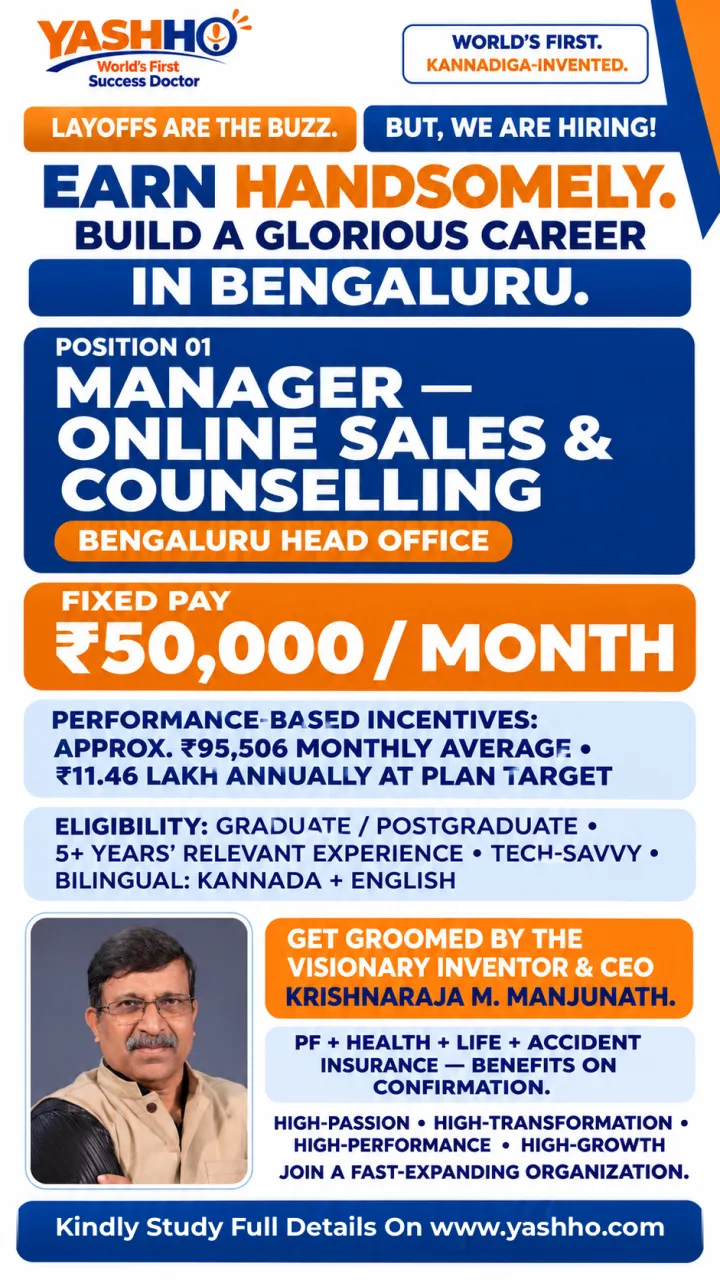 YASHHO
World's First
Success Doctor
WORLD'S FIRST.
KANNADIGA-INVENTED.
LAYOFFS ARE THE BUZZ.
BUT, WE ARE HIRING!
EARN HANDSOMELY.
BUILD A GLORIOUS CAREER
IN BENGALURU.
POSITION 01
MANAGER —
ONLINE SALES &
COUNSELLING
BENGALURU HEAD OFFICE
FIXED PAY
₹50,000 / MONTH
PERFORMANCE-BASED INCENTIVES:
APPROX. ₹95,506 MONTHLY AVERAGE •
₹11.46 LAKH ANNUALLY AT PLAN TARGET
ELIGIBILITY: GRADUATE / POSTGRADUATE •
5+ YEARS' RELEVANT EXPERIENCE • TECH-SAVVY •
BILINGUAL: KANNADA + ENGLISH
GET GROOMED BY THE
VISIONARY INVENTOR & CEO
KRISHNARAJA M. MANJUNATH.
PF + HEALTH + LIFE + ACCIDENT
INSURANCE — BENEFITS ON
CONFIRMATION.
HIGH-PASSION • HIGH-TRANSFORMATION •
HIGH-PERFORMANCE • HIGH-GROWTH
JOIN A FAST-EXPANDING ORGANIZATION.
Kindly Study Full Details On www.yashho.com